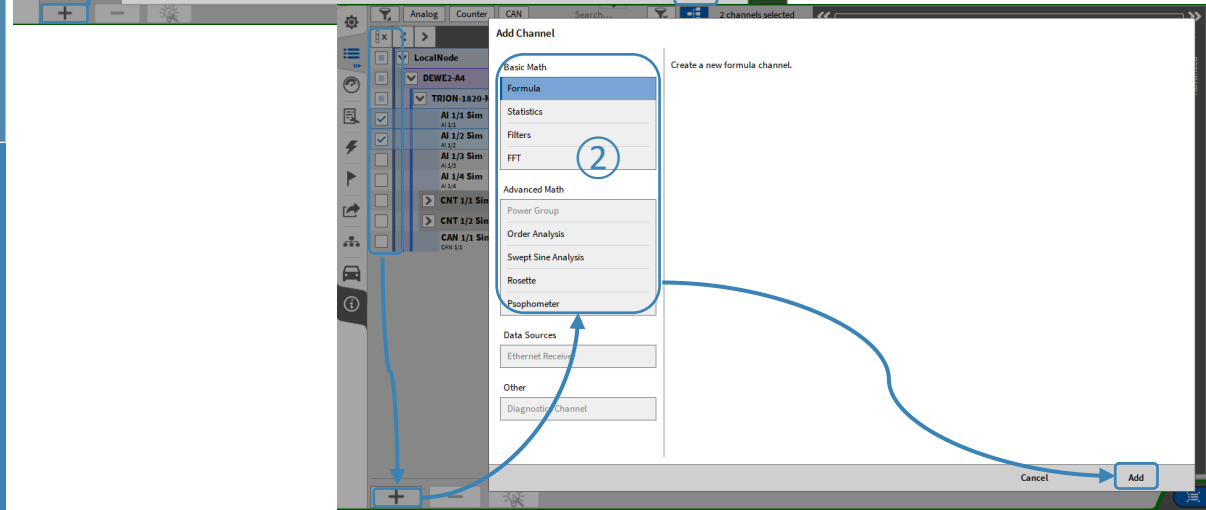 Analog Counter CAN Search... 2 channels selected
Add Channel
LocalNode
DEWE2-A4
TRION-1820-
AI 1/1 Sim
AI 1/1
AI 1/2 Sim
AI 1/2
AI 1/3 Sim
AI 1/3
AI 1/4 Sim
AI 1/4
CNT 1/1 Sim
CNT 1/2 Sim
CAN 1/1 Sim
CAN 1/1
Basic Math
Formula
Statistics
Filters
FFT
2
Advanced Math
Power Group
Order Analysis
Swept Sine Analysis
Rosette
Psophometer
Data Sources
Ethernet Receiver
Other
Diagnostic Channel
Create a new formula channel.
Cancel Add